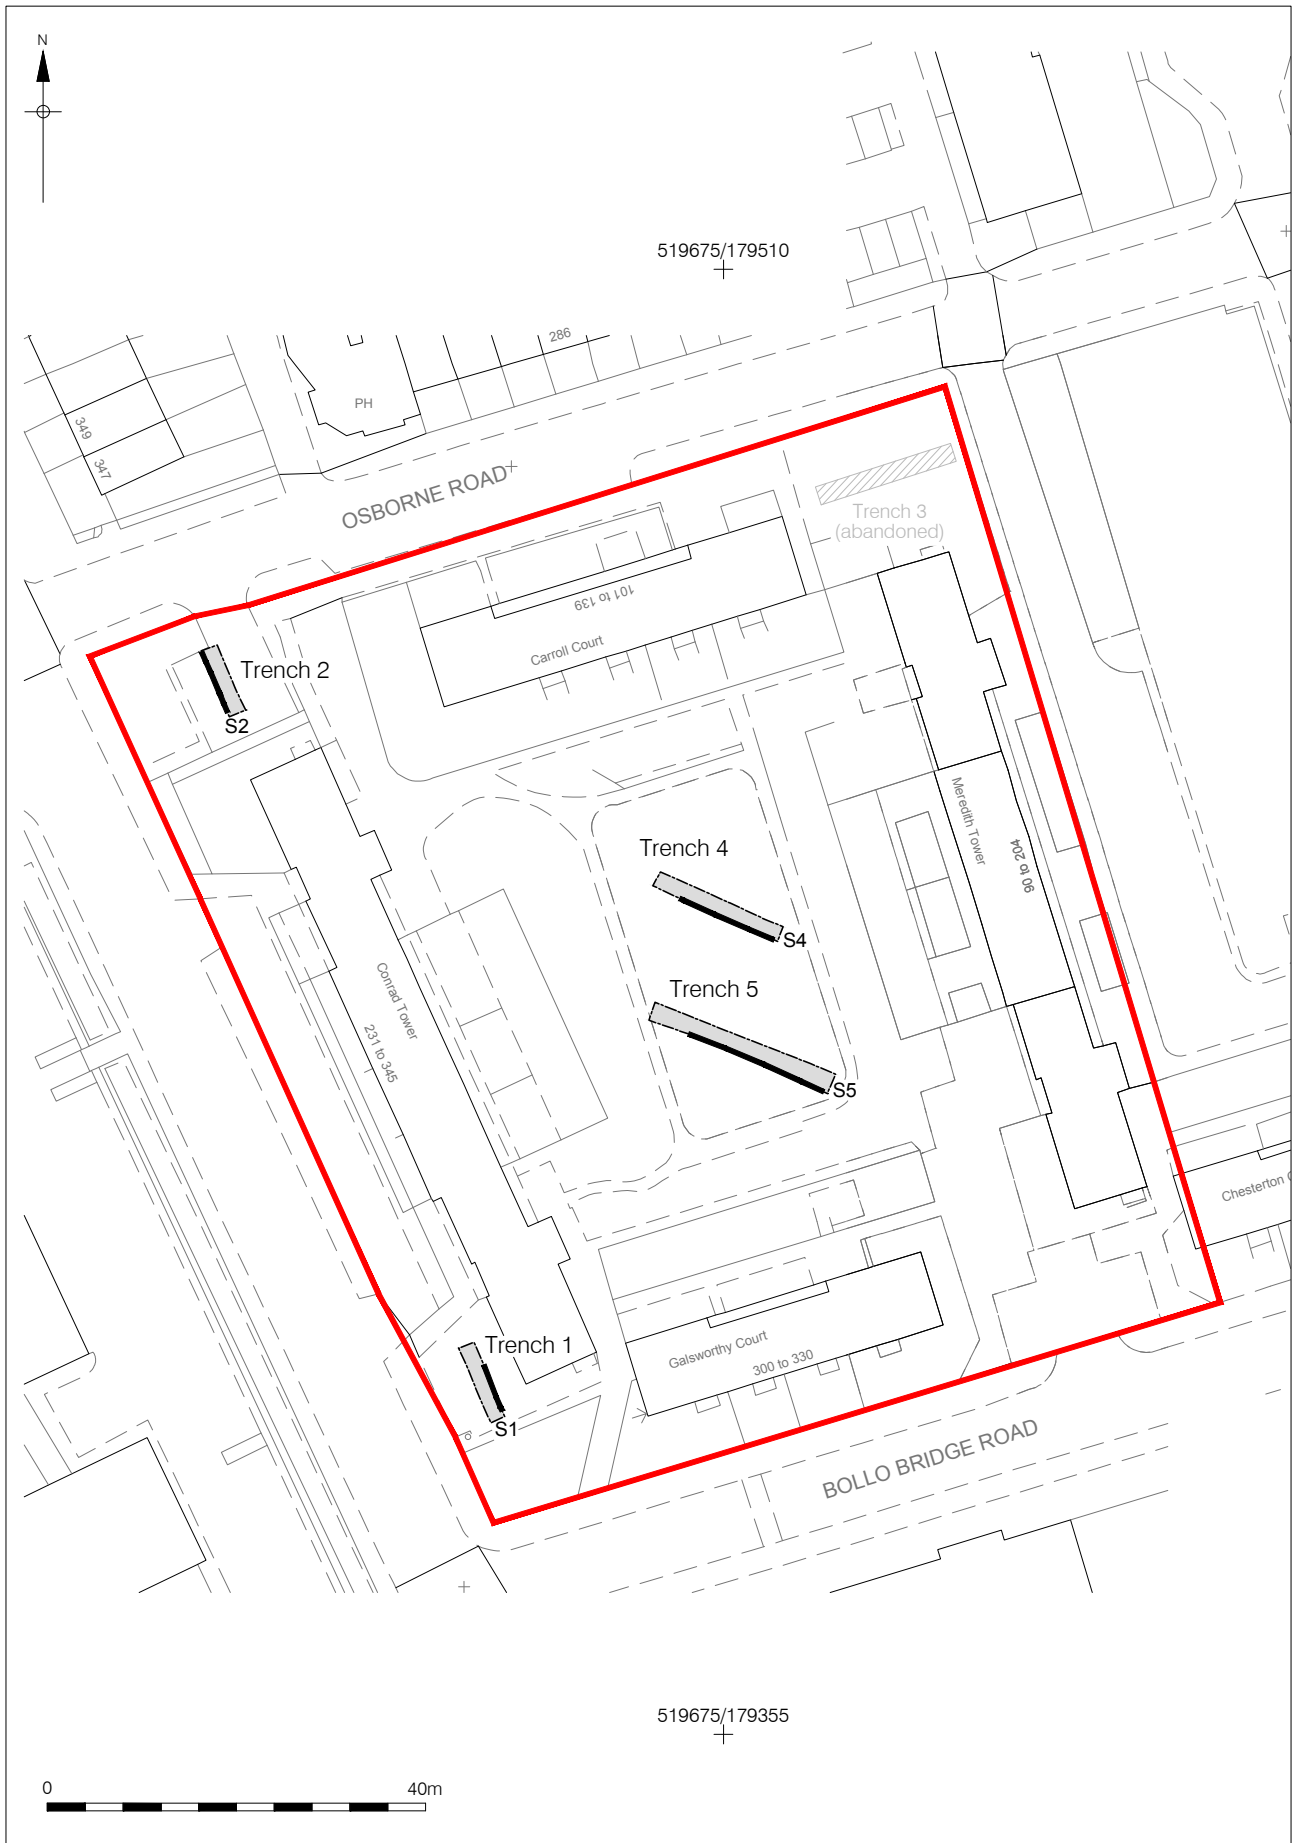 N
519675/179510
286
PH
349
347
OSBORNE ROAD
Trench 3
(abandoned)
101 to 139
Carroll Court
Trench 2
S2
Meredith Tower
90 to 204
Trench 4
S4
Conrad Tower
231 to 345
Trench 5
S5
Chesterton
Trench 1
S1
Galsworthy Court
300 to 330
BOLLO BRIDGE ROAD
519675/179355
0
40m